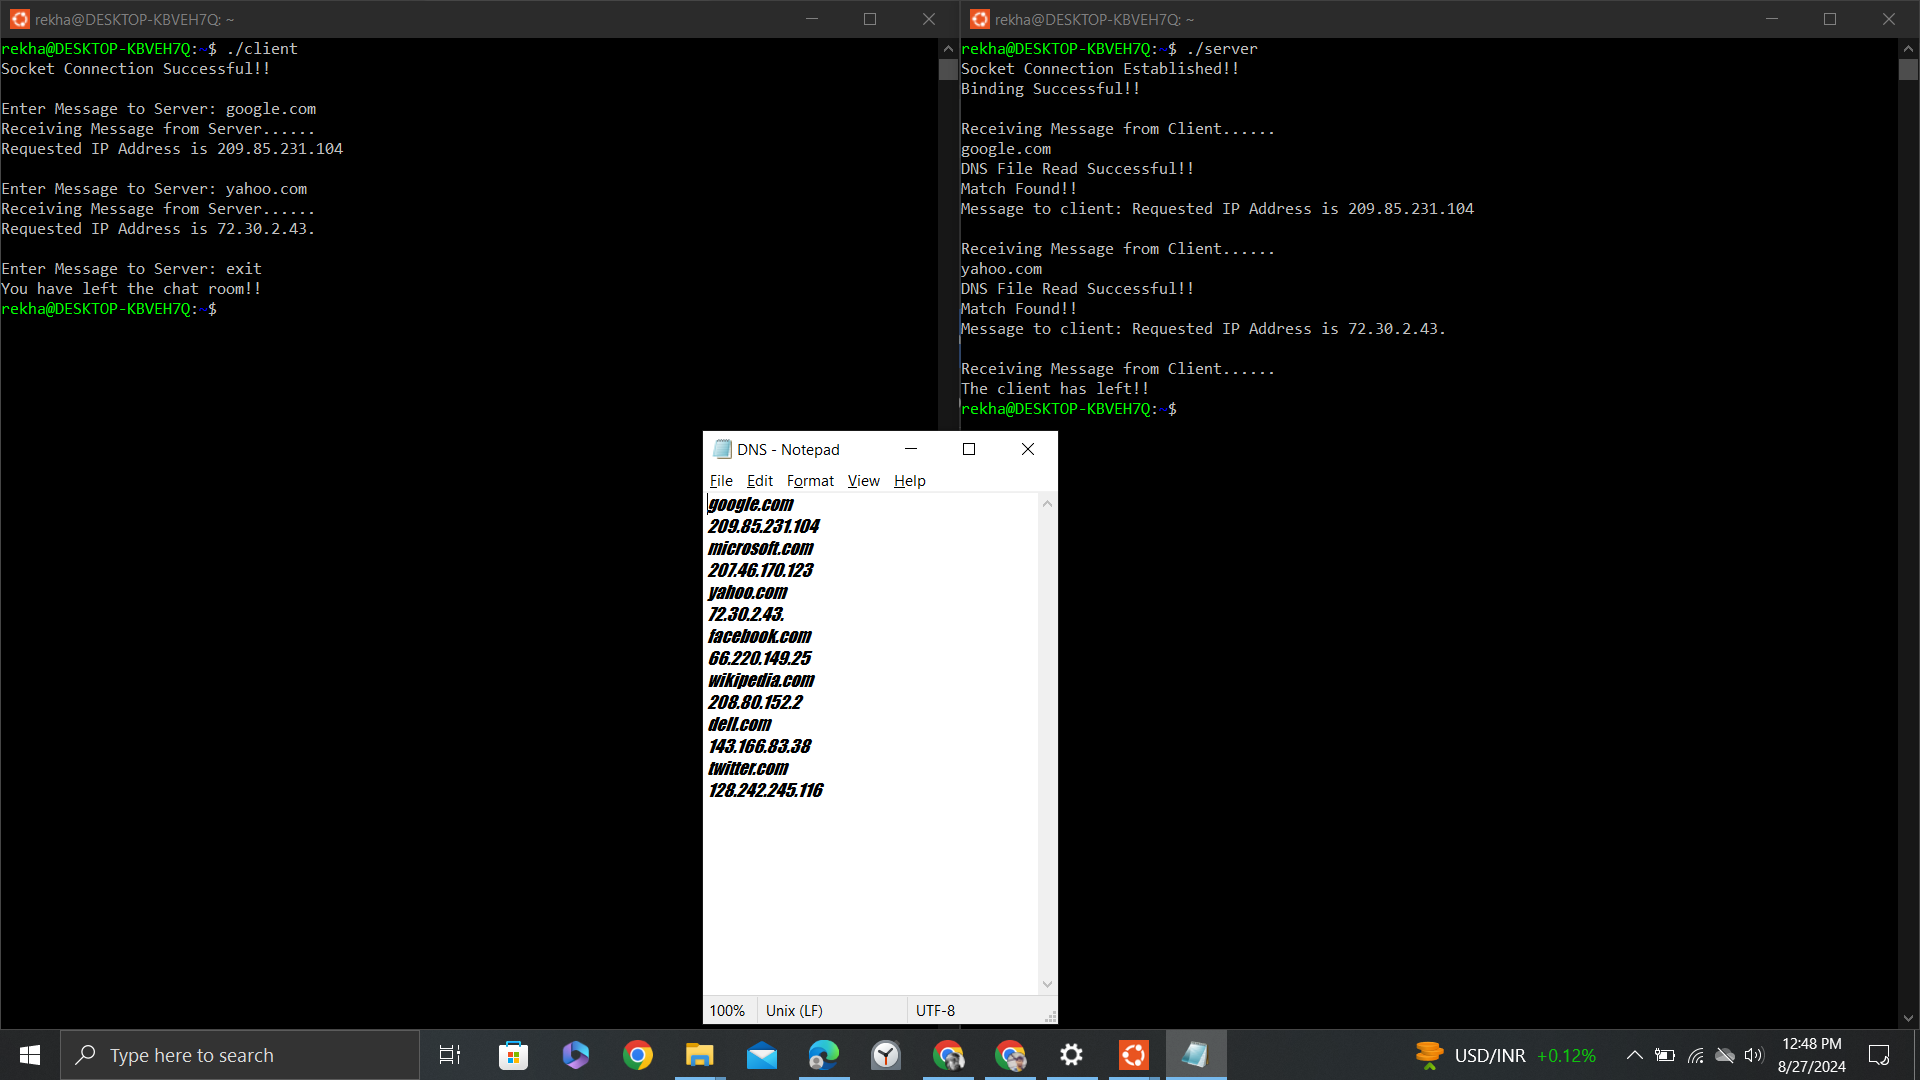 rekha@DESKTOP-KBVEH7Q: ~
rekha@DESKTOP-KBVEH7Q:~$ ./client
Socket Connection Successful!!
Enter Message to Server: google.com
Receiving Message from Server......
Requested IP Address is 209.85.231.104
Enter Message to Server: yahoo.com
Receiving Message from Server......
Requested IP Address is 72.30.2.43.
Enter Message to Server: exit
You have left the chat room!!
rekha@DESKTOP-KBVEH7Q:~$
rekha@DESKTOP-KBVEH7Q: ~
rekha@DESKTOP-KBVEH7Q:~$ ./server
Socket Connection Established!!
Binding Successful!!
Receiving Message from Client......
google.com
DNS File Read Successful!!
Match Found!!
Message to client: Requested IP Address is 209.85.231.104
Receiving Message from Client......
yahoo.com
DNS File Read Successful!!
Match Found!!
Message to client: Requested IP Address is 72.30.2.43.
Receiving Message from Client......
The client has left!!
rekha@DESKTOP-KBVEH7Q:~$
DNS - Notepad
File Edit Format View Help
google.com
209.85.231.104
microsoft.com
207.46.170.123
yahoo.com
72.30.2.43.
facebook.com
66.220.149.25
wikipedia.com
208.80.152.2
dell.com
143.166.83.38
twitter.com
128.242.245.116
100% Unix (LF) UTF-8
Type here to search
USD/INR +0.12%
12:48 PM
8/27/2024